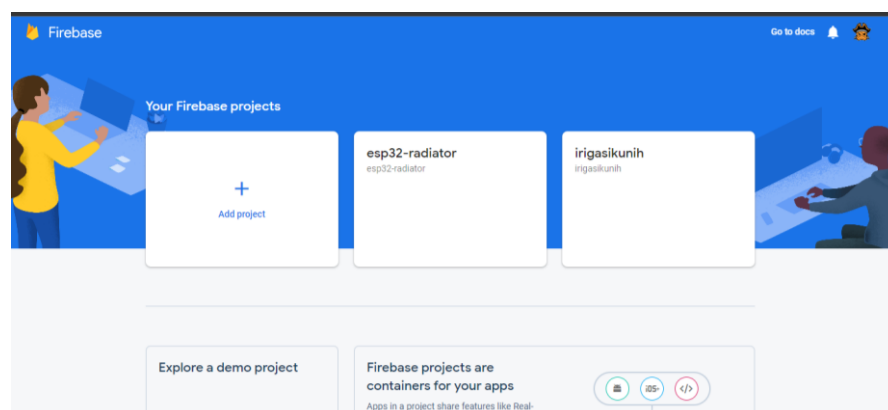 Firebase
Go to docs
Your Firebase projects
+
Add project
esp32-radiator
esp32-radiator
irigasikunih
irigasikunih
Explore a demo project
Firebase projects are
containers for your apps
Apps in a project share features like Real-
iOS+
</>